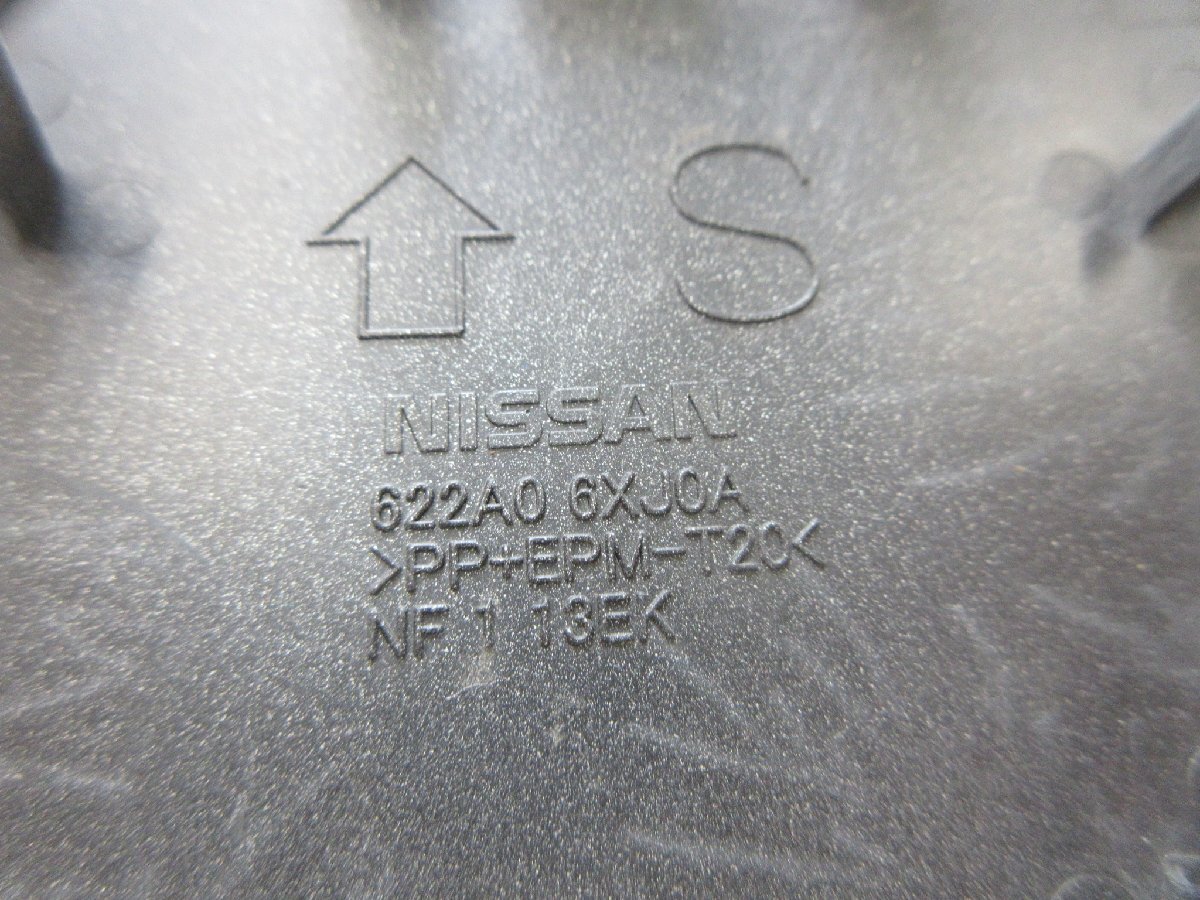 S
NISSAN
622A0 6XJ0A
>PP+EPM-T20<
NF 1 13EK